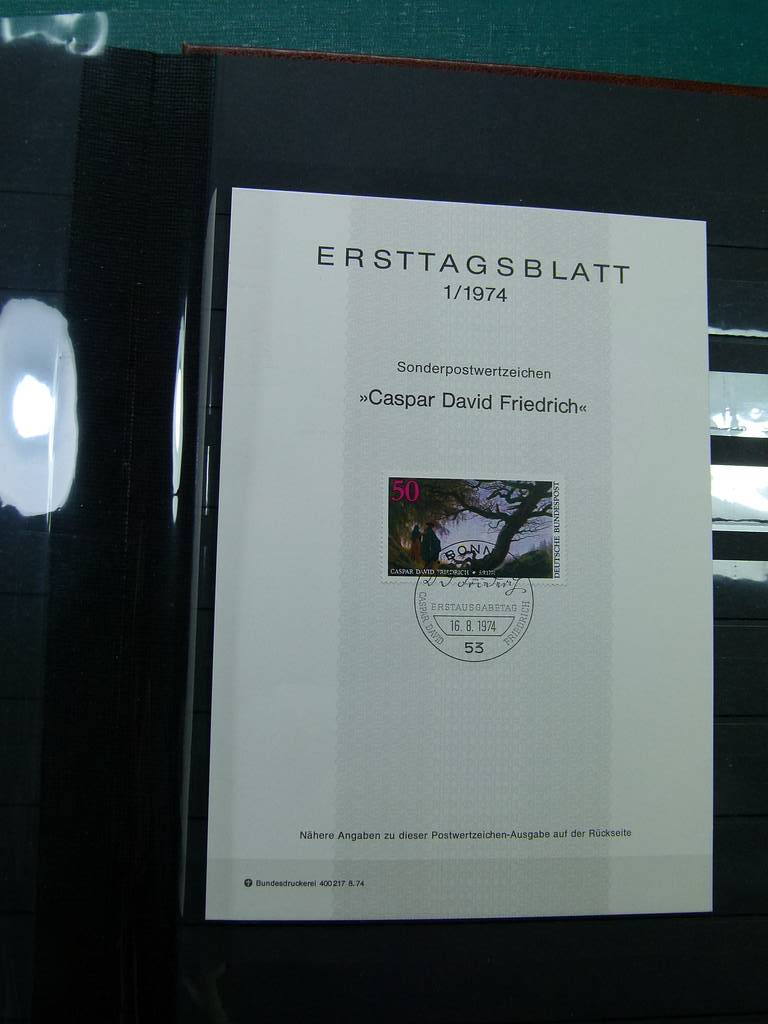 ERSTTAGSBLATT
1/1974
Sonderpostwertzeichen
»Caspar David Friedrich«
50
DEUTSCHE BUNDESPOST
CASPAR DAVID FRIEDRICH
BONN
ERSTAUSGABETAG
CASPAR DAVID FRIEDRICH
16. 8. 1974
53
Nähere Angaben zu dieser Postwertzeichen-Ausgabe auf der Rückseite
Bundesdruckerei 400217 8.74